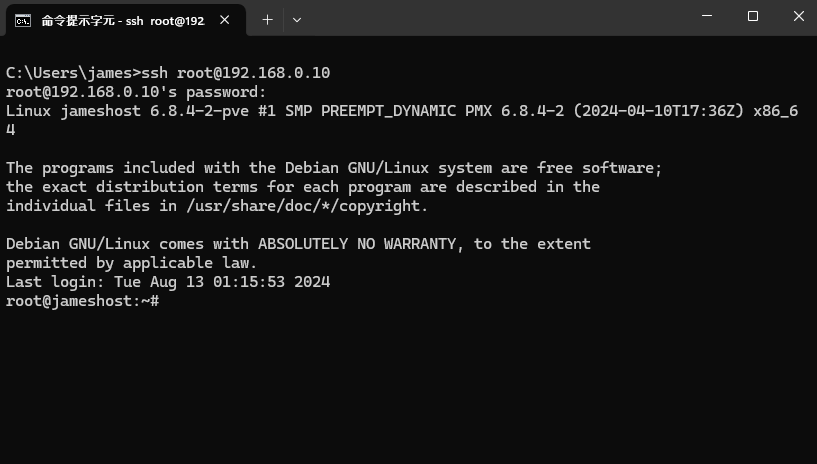 命令提示字元 - ssh root@192
C:\Users\james>ssh root@192.168.0.10
root@192.168.0.10's password:
Linux jameshost 6.8.4-2-pve #1 SMP PREEMPT_DYNAMIC PMX 6.8.4-2 (2024-04-10T17:36Z) x86_6
4
The programs included with the Debian GNU/Linux system are free software;
the exact distribution terms for each program are described in the
individual files in /usr/share/doc/*/copyright.
Debian GNU/Linux comes with ABSOLUTELY NO WARRANTY, to the extent
permitted by applicable law.
Last login: Tue Aug 13 01:15:53 2024
root@jameshost:~#